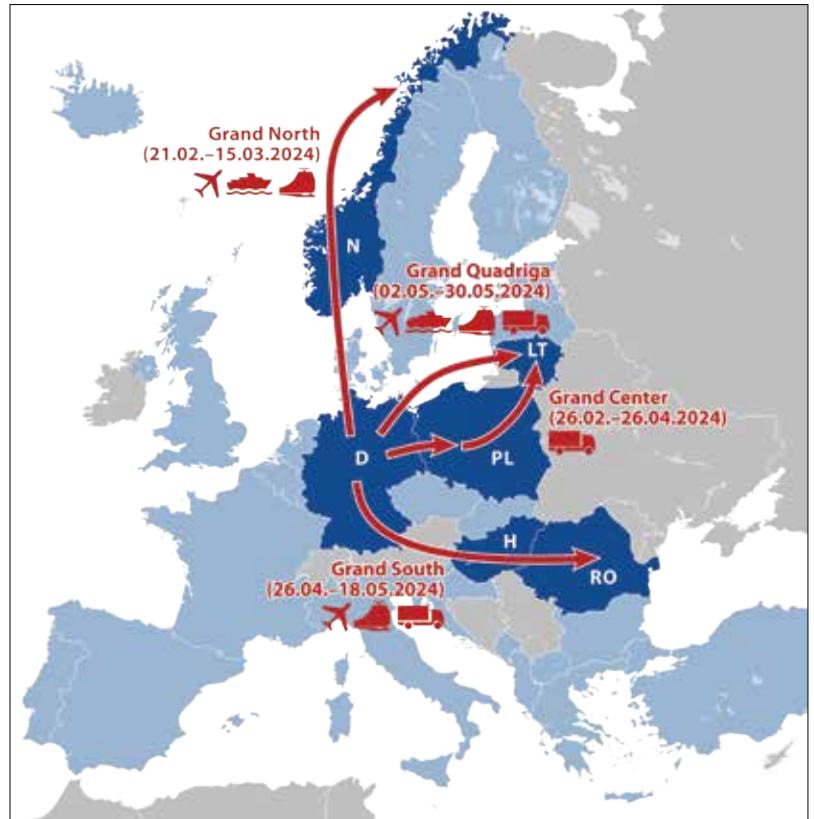 Grand North
(21.02.–15.03.2024)
N
Grand Quadriga
(02.05.–30.05.2024)
LT
Grand Center
(26.02.–26.04.2024)
D
PL
H
Grand South
(26.04.–18.05.2024)
RO